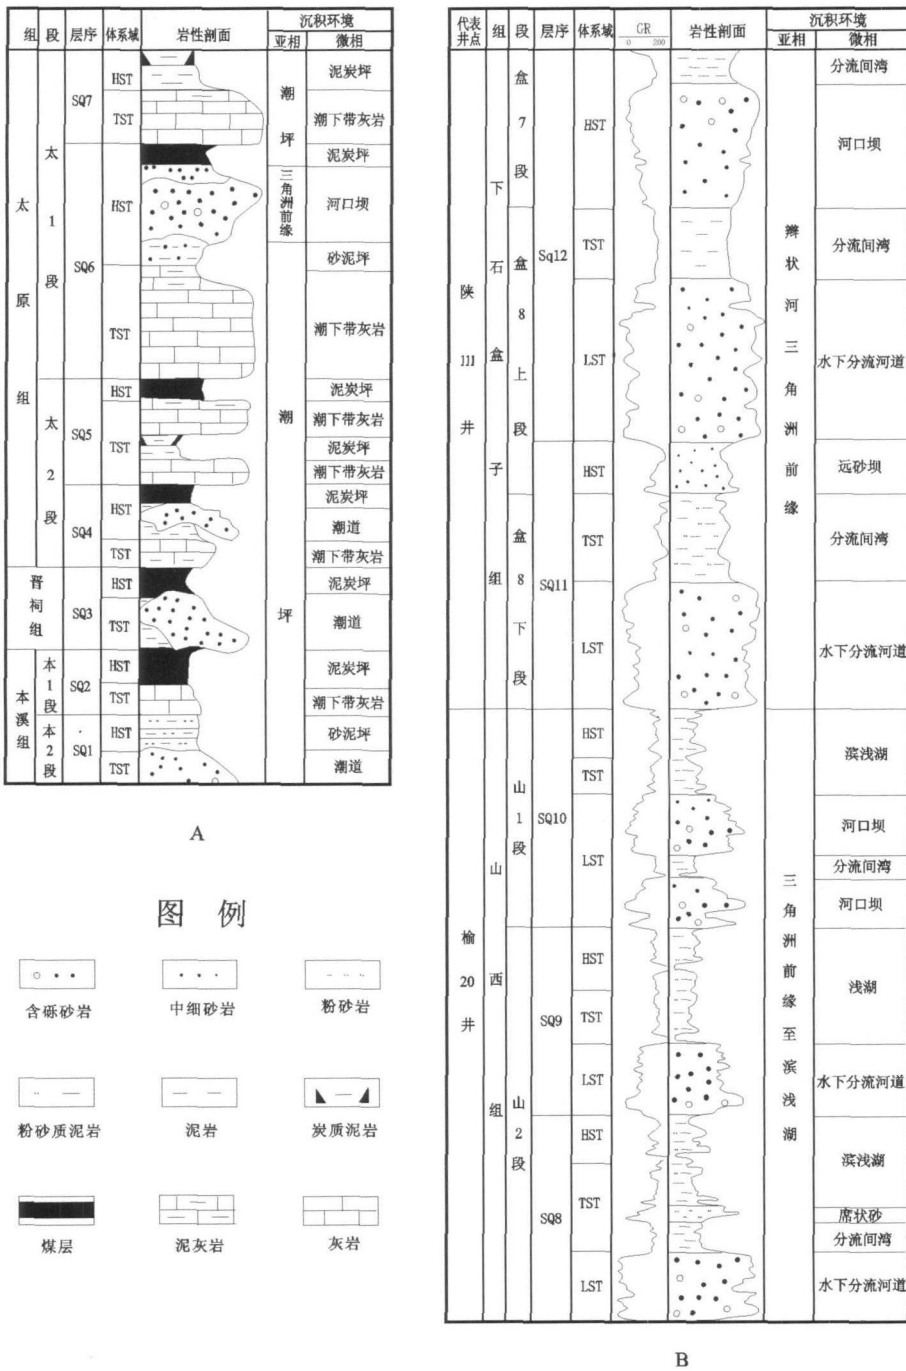 组 段 层序 体系域 岩性剖面 沉积环境
亚相 微相
太原组
晋祠组
本溪组
太1段
太2段
本1段
本2段
SQ7
SQ6
SQ5
SQ4
SQ3
SQ2
SQ1
HST
TST
HST
TST
HST
TST
HST
TST
HST
TST
HST
TST
HST
TST
潮坪
三角洲前缘
潮坪
泥炭坪
潮下带灰岩
泥炭坪
河口坝
砂泥坪
潮下带灰岩
泥炭坪
潮下带灰岩
泥炭坪
潮下带灰岩
泥炭坪
潮道
潮下带灰岩
泥炭坪
潮道
泥炭坪
潮下带灰岩
砂泥坪
潮道
A
图 例
含砾砂岩 中细砂岩 粉砂岩
粉砂质泥岩 泥岩 炭质泥岩
煤层 泥灰岩 灰岩
代表井点 组 段 层序 体系域 GR 岩性剖面 沉积环境
0 200 亚相 微相
陕111井
榆20井
下石盒子组
山西组
盒7段
盒8上段
盒8下段
山1段
山2段
Sq12
SQ11
SQ10
SQ9
SQ8
HST
TST
LST
HST
TST
LST
HST
TST
LST
HST
TST
LST
HST
TST
LST
辫状河三角洲前缘
三角洲前缘至滨浅湖
分流间湾
河口坝
分流间湾
水下分流河道
远砂坝
分流间湾
水下分流河道
滨浅湖
河口坝
分流间湾
河口坝
浅湖
水下分流河道
滨浅湖
席状砂
分流间湾
水下分流河道
B